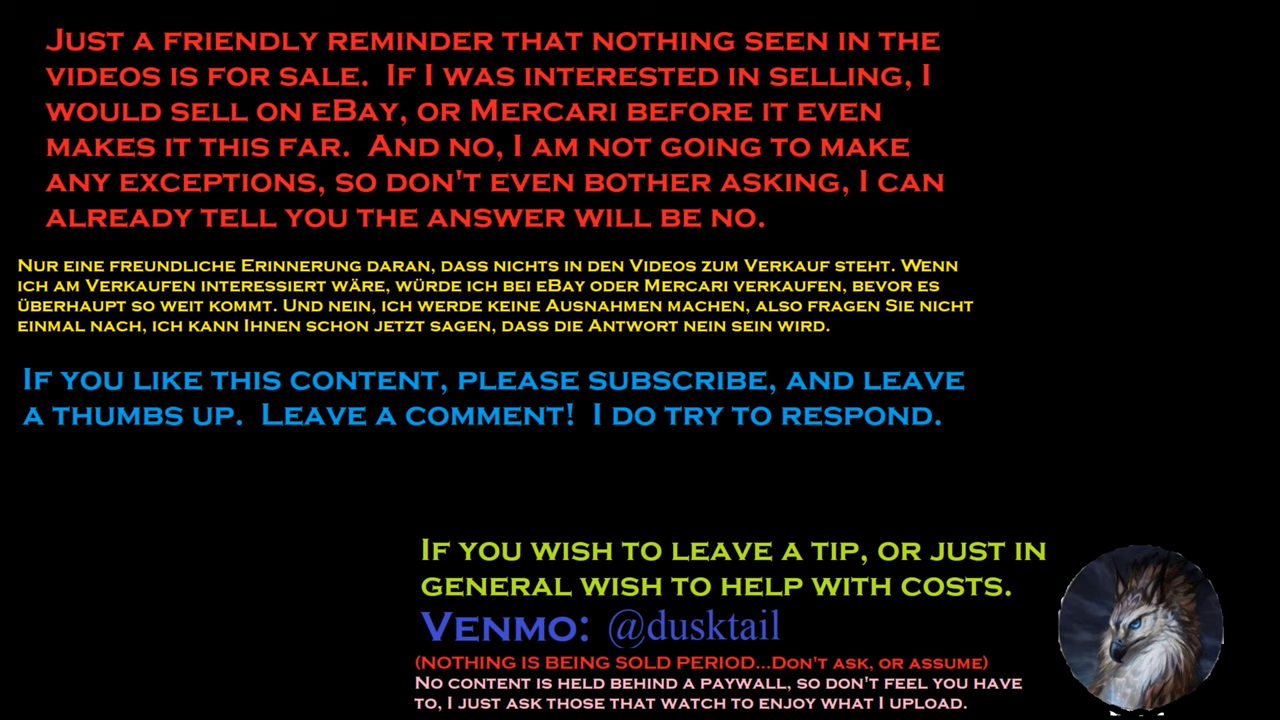 Just a friendly reminder that nothing seen in the
videos is for sale.  If I was interested in selling, I
would sell on eBay, or Mercari before it even
makes it this far.  And no, I am not going to make
any exceptions, so don't even bother asking, I can
already tell you the answer will be no.
Nur eine freundliche Erinnerung daran, dass nichts in den Videos zum Verkauf steht. Wenn
ich am Verkaufen interessiert wäre, würde ich bei eBay oder Mercari verkaufen, bevor es
überhaupt so weit kommt. Und nein, ich werde keine Ausnahmen machen, also fragen Sie nicht
einmal nach, ich kann Ihnen schon jetzt sagen, dass die Antwort nein sein wird.
If you like this content, please subscribe, and leave
a thumbs up.  Leave a comment!  I do try to respond.
If you wish to leave a tip, or just in
general wish to help with costs.
Venmo: @dusktail
(NOTHING IS BEING SOLD PERIOD...Don't ask, or assume)
No content is held behind a paywall, so don't feel you have
to, I just ask those that watch to enjoy what I upload.